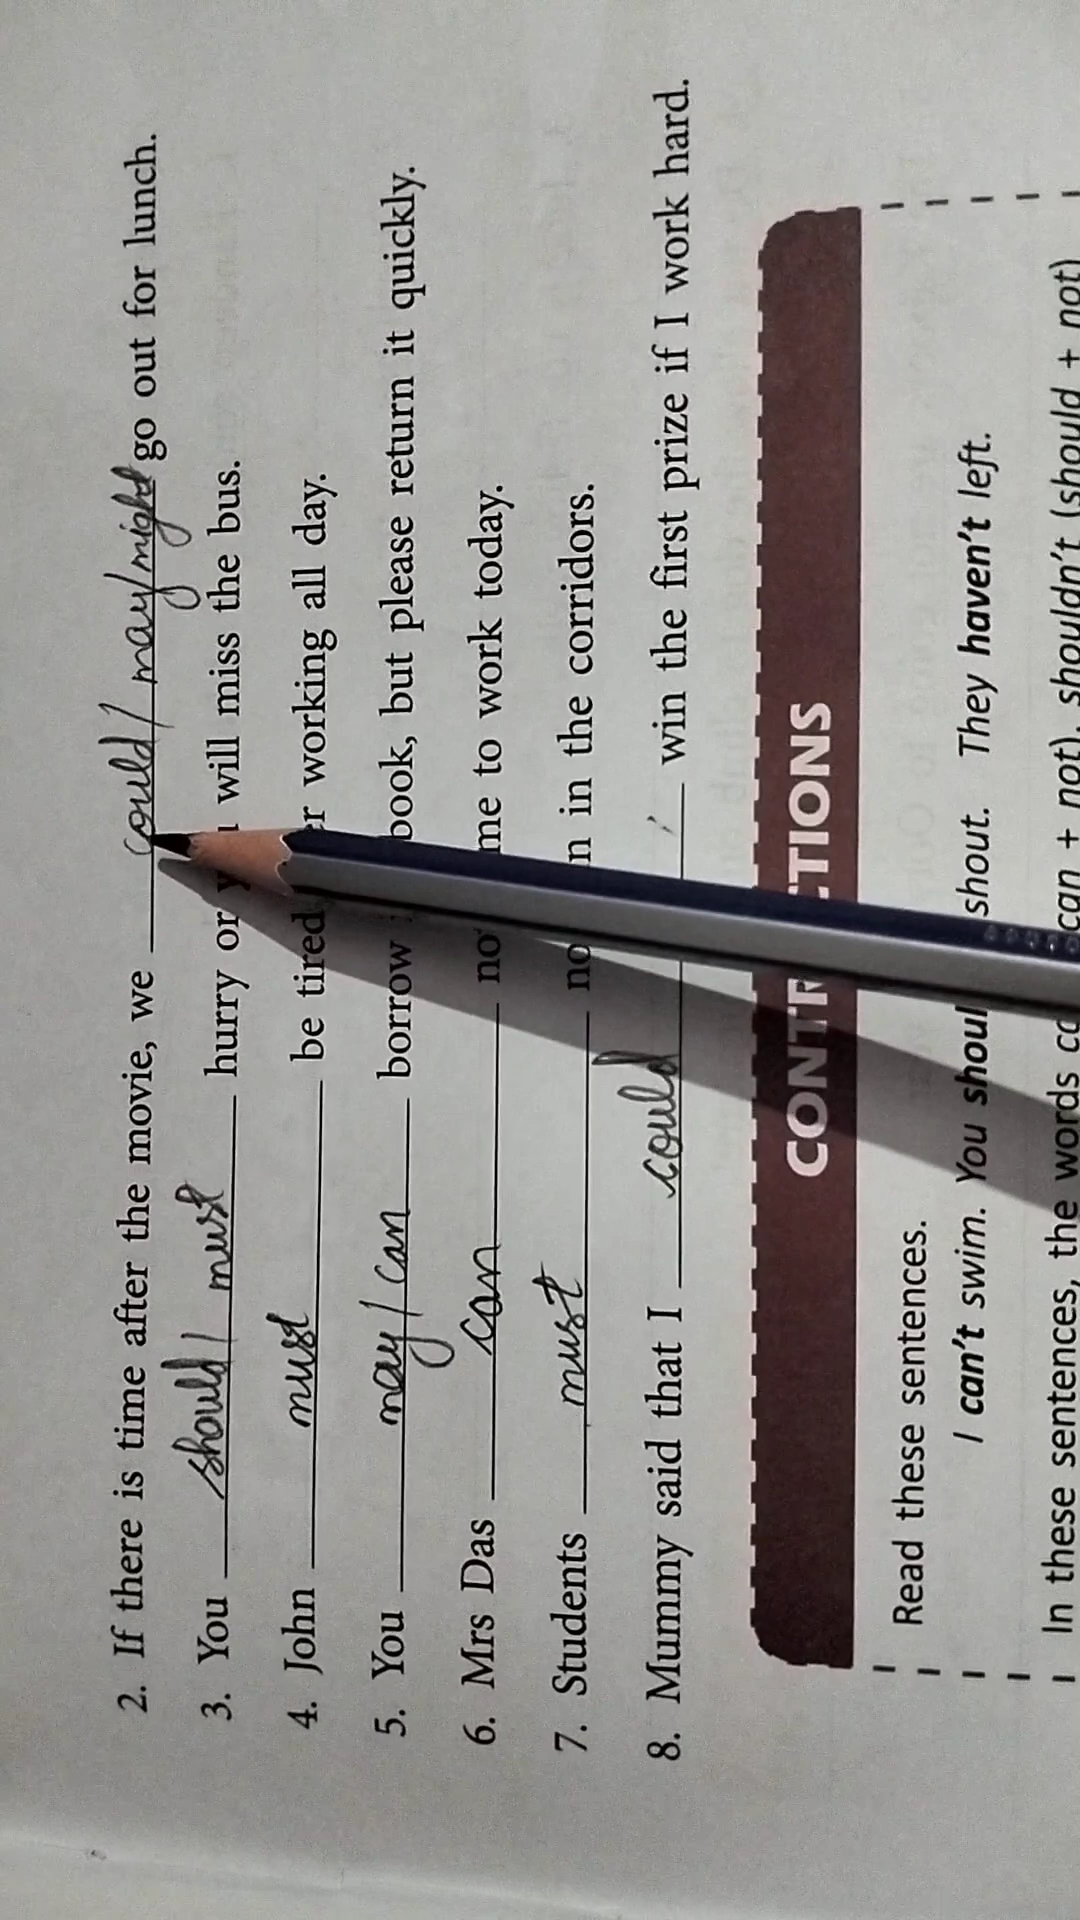 2. If there is time after the movie, we could / may/might go out for lunch.
3. You should / must hurry or will miss the bus.
4. John must be tired working all day.
5. You may / can borrow book, but please return it quickly.
6. Mrs Das can me to work today.
7. Students must in the corridors.
8. Mummy said that I could win the first prize if I work hard.
Read these sentences.
I can't swim. You shout. They haven't left.
In these sentences, the words can + not), shouldn't (should + not)